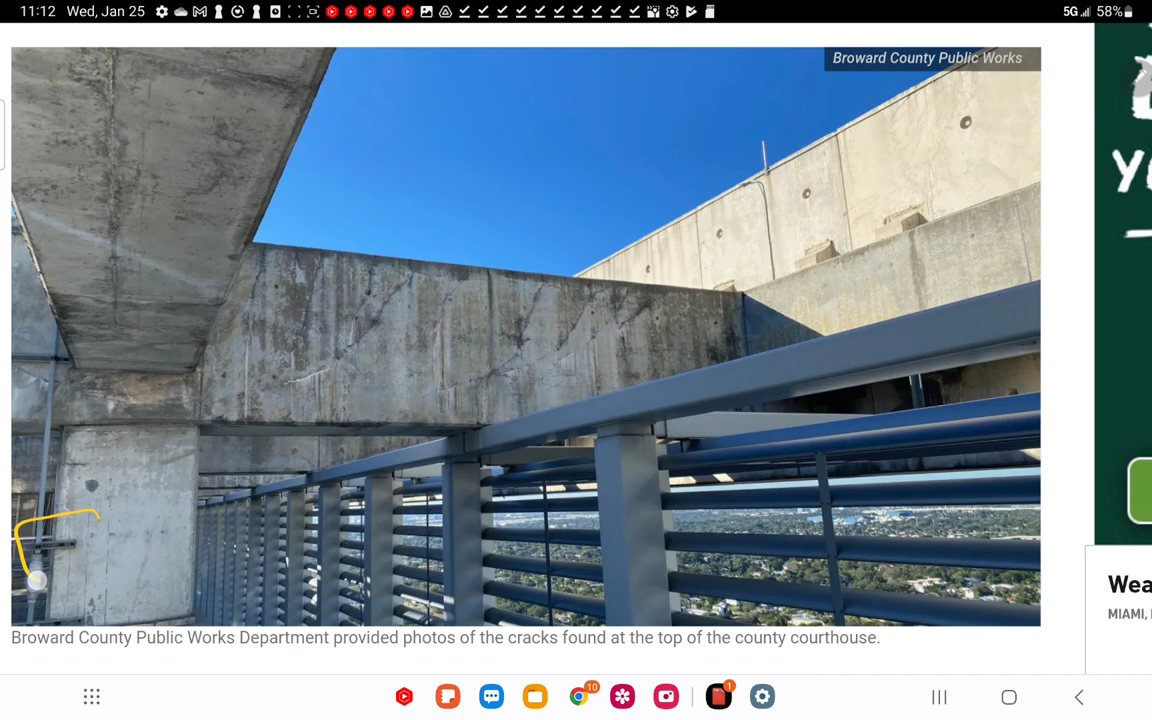 11:12 Wed, Jan 25
5G 58%
Broward County Public Works
Broward County Public Works Department provided photos of the cracks found at the top of the county courthouse.
Wea
MIAMI,
10
1